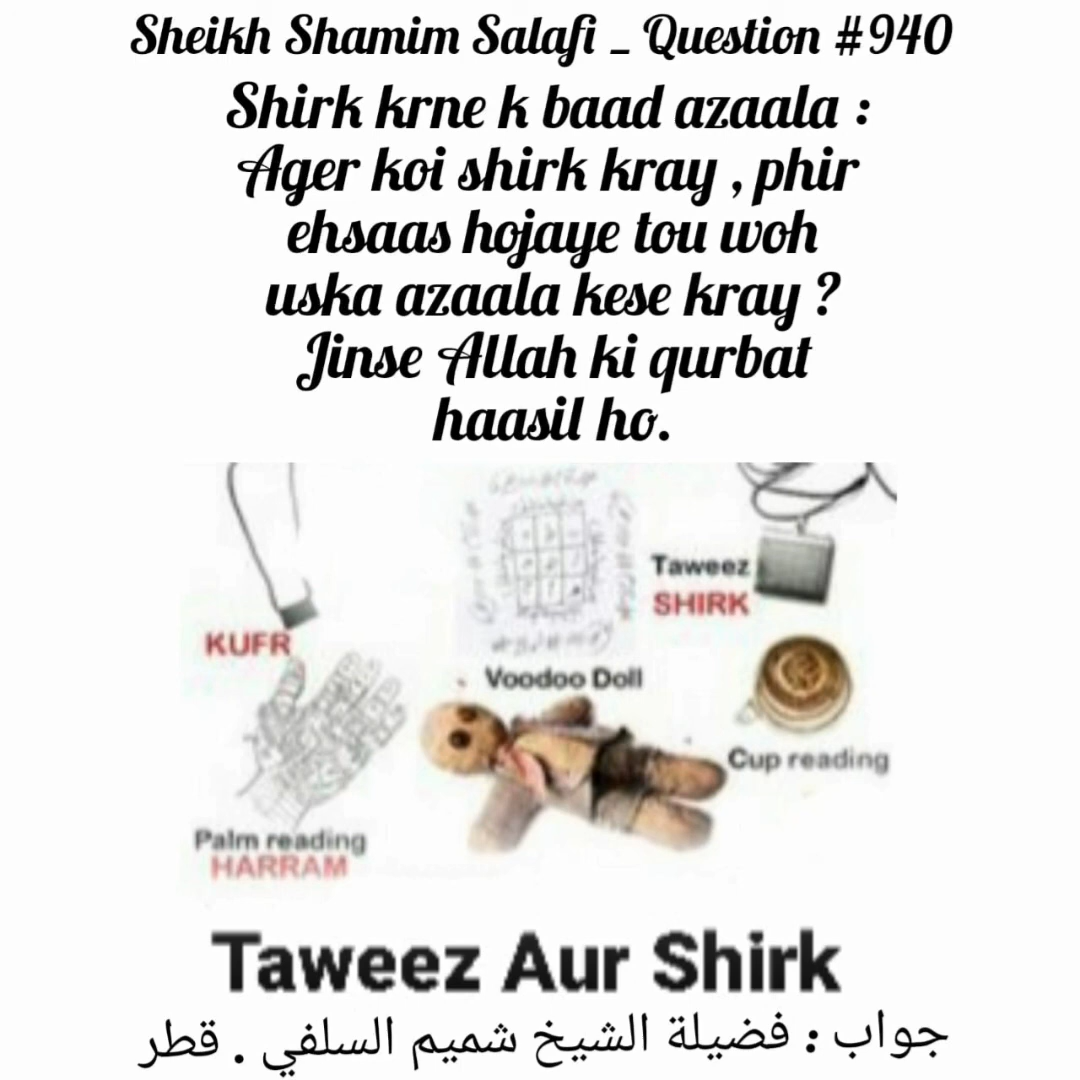 Sheikh Shamim Salafi _ Question #940
Shirk krne k baad azaala :
Ager koi shirk kray , phir
ehsaas hojaye tou woh
uska azaala kese kray ?
Jinse Allah ki qurbat
haasil ho.
Taweez
SHIRK
KUFR
Voodoo Doll
Cup reading
Palm reading
HARRAM
Taweez Aur Shirk
جواب : فضيلة الشيخ شميم السلفي . قطر